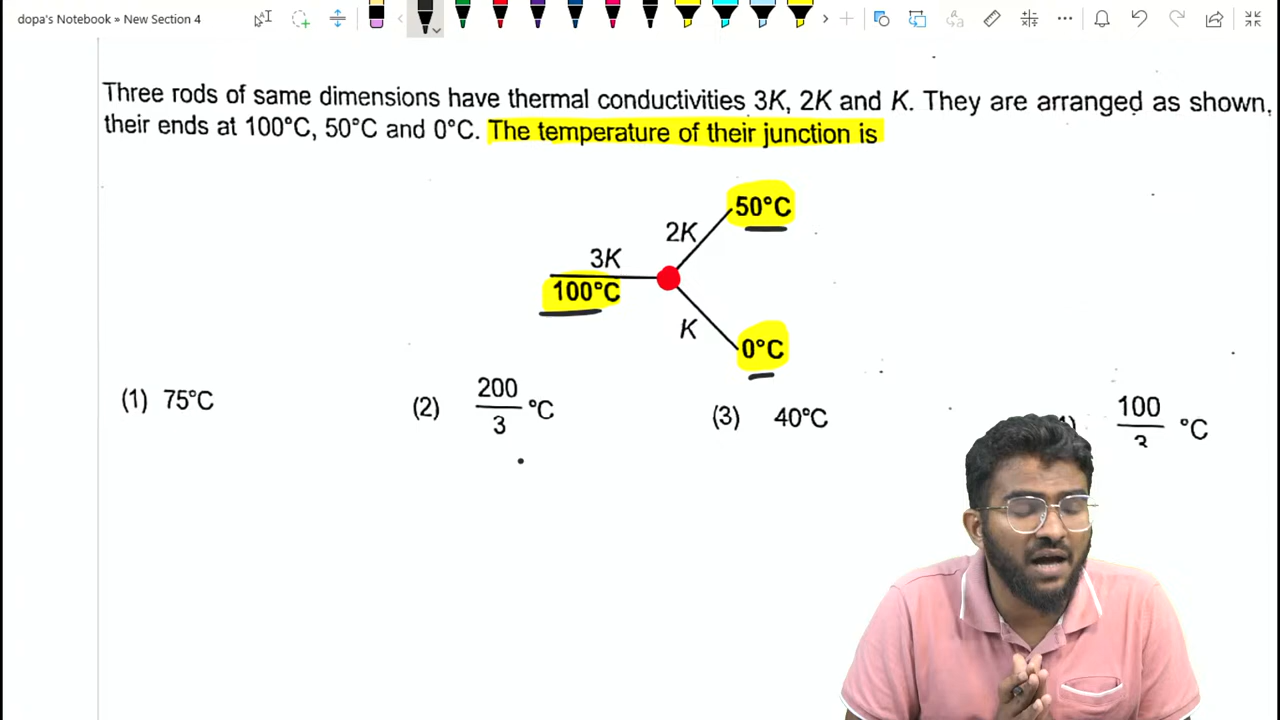 dopa's Notebook » New Section 4
Three rods of same dimensions have thermal conductivities 3K, 2K and K. They are arranged as shown,
their ends at 100°C, 50°C and 0°C. The temperature of their junction is
50°C
2K
3K
100°C
K
0°C
(1) 75°C
(2) 200/3 °C
(3) 40°C
100/3 °C